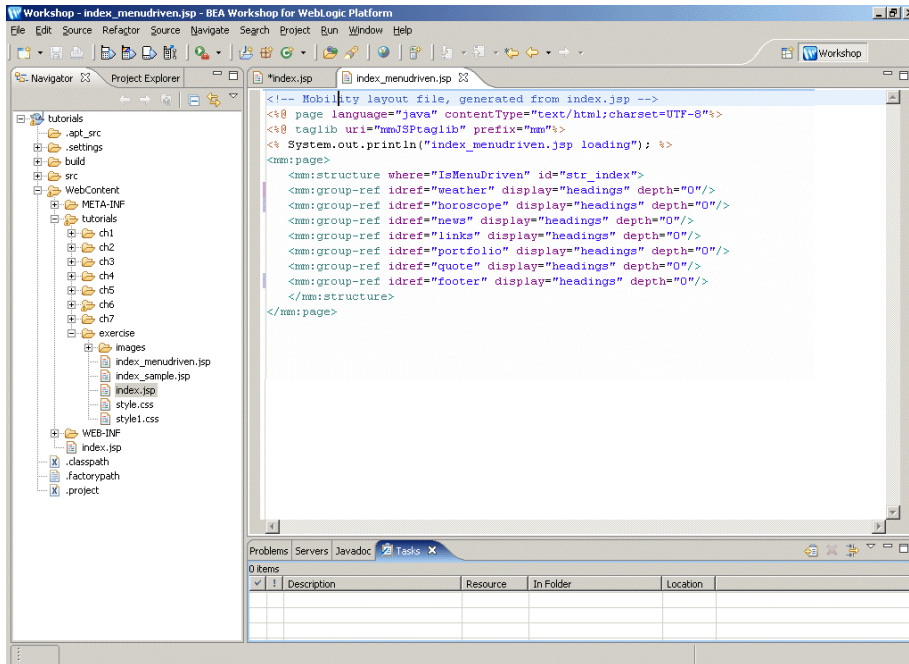 Workshop - index_menudriven.jsp - BEA Workshop for WebLogic Platform
File Edit Source Refactor Source Navigate Search Project Run Window Help
Workshop
Navigator Project Explorer
*index.jsp index_menudriven.jsp
tutorials
.apt_src
.settings
build
src
WebContent
META-INF
tutorials
ch1
ch2
ch3
ch4
ch5
ch6
ch7
exercise
images
index_menudriven.jsp
index_sample.jsp
index.jsp
style.css
style1.css
WEB-INF
index.jsp
.classpath
.factorypath
.project
<!-- Mobility layout file, generated from index.jsp -->
<%@ page language="java" contentType="text/html;charset=UTF-8"%>
<%@ taglib uri="mmJSPtaglib" prefix="mm"%>
<% System.out.println("index_menudriven.jsp loading"); %>
<mm:page>
<mm:structure where="IsMenuDriven" id="str_index">
<mm:group-ref idref="weather" display="headings" depth="0"/>
<mm:group-ref idref="horoscope" display="headings" depth="0"/>
<mm:group-ref idref="news" display="headings" depth="0"/>
<mm:group-ref idref="links" display="headings" depth="0"/>
<mm:group-ref idref="portfolio" display="headings" depth="0"/>
<mm:group-ref idref="quote" display="headings" depth="0"/>
<mm:group-ref idref="footer" display="headings" depth="0"/>
</mm:structure>
</mm:page>
Problems Servers Javadoc Tasks
0 items
! Description Resource In Folder Location